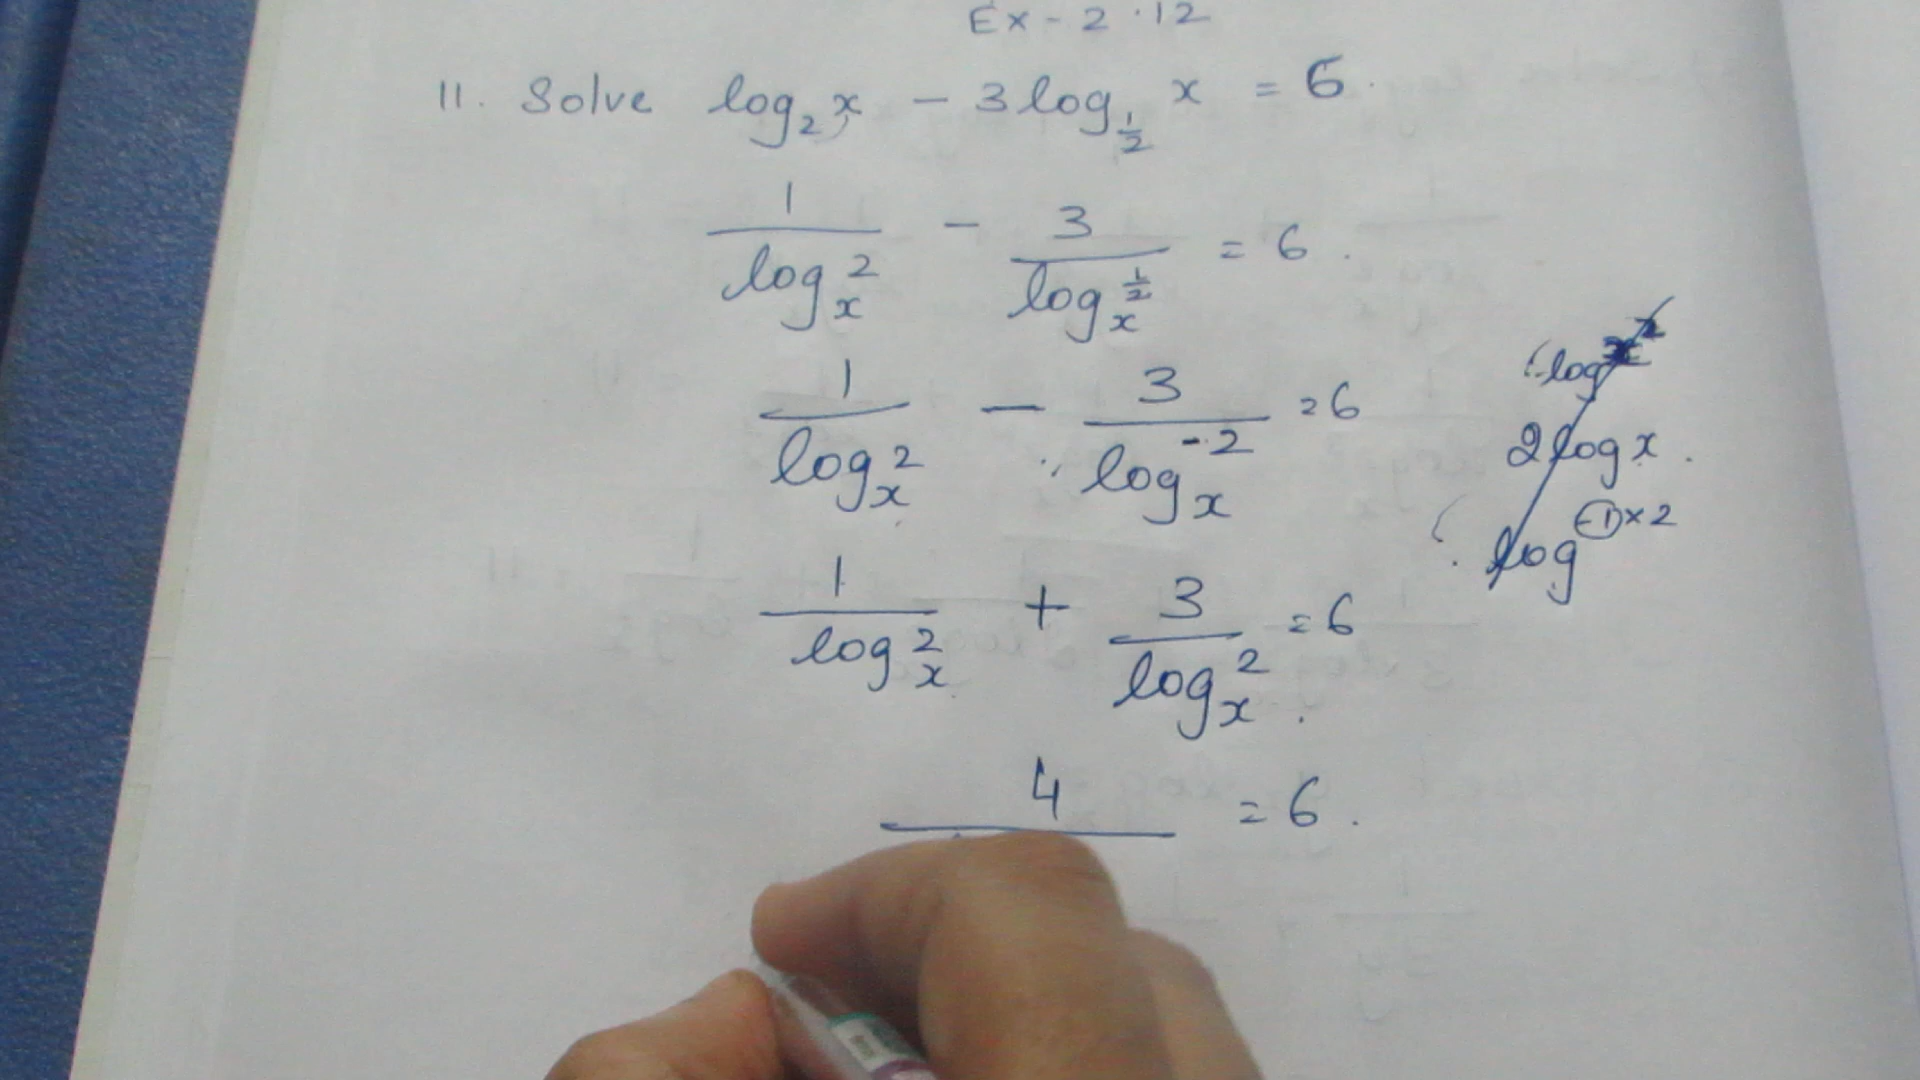 Ex - 2.12
11. Solve log₂x - 3 log_{1/2} x = 6.
1/log_x 2 - 3/log_x 1/2 = 6.
1/log_x 2 - 3/log_x -2 = 6
1/log_x 2 + 3/log_x 2 = 6
4/ = 6.
2 log x.
log (-1)×2